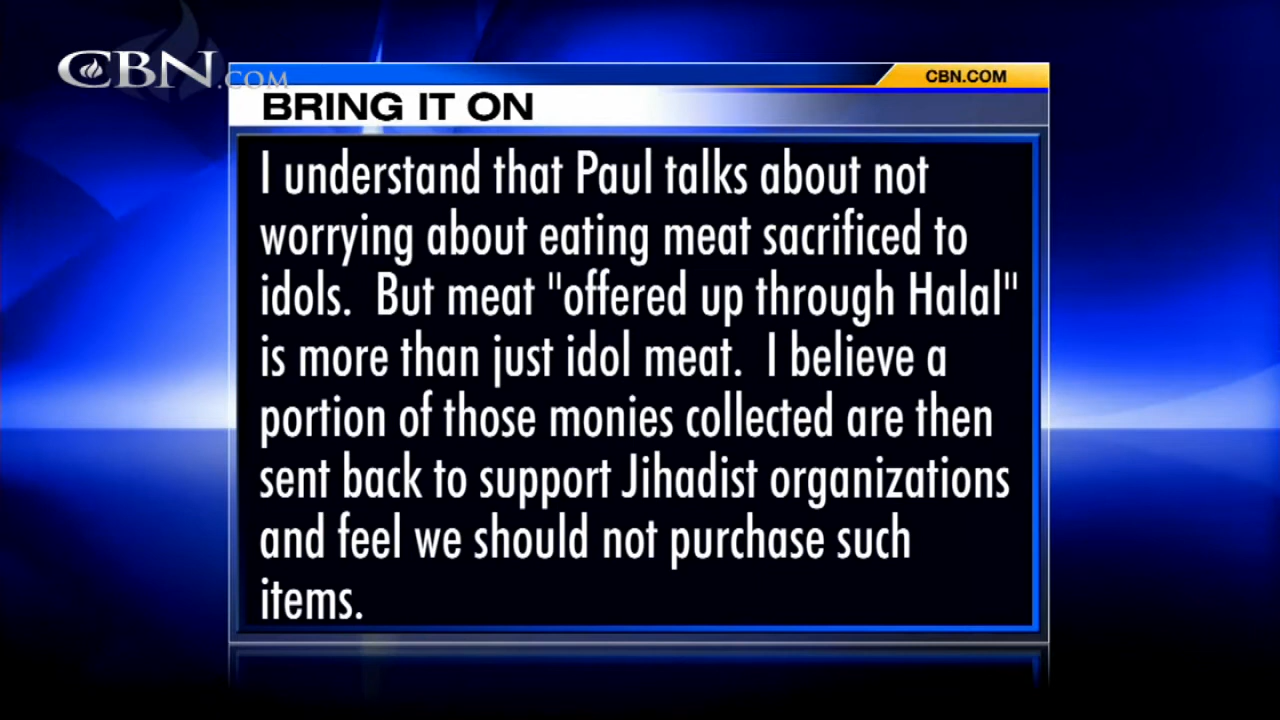 CBN.COM
CBN.COM
BRING IT ON
I understand that Paul talks about not
worrying about eating meat sacrificed to
idols.  But meat "offered up through Halal"
is more than just idol meat.  I believe a
portion of those monies collected are then
sent back to support Jihadist organizations
and feel we should not purchase such
items.